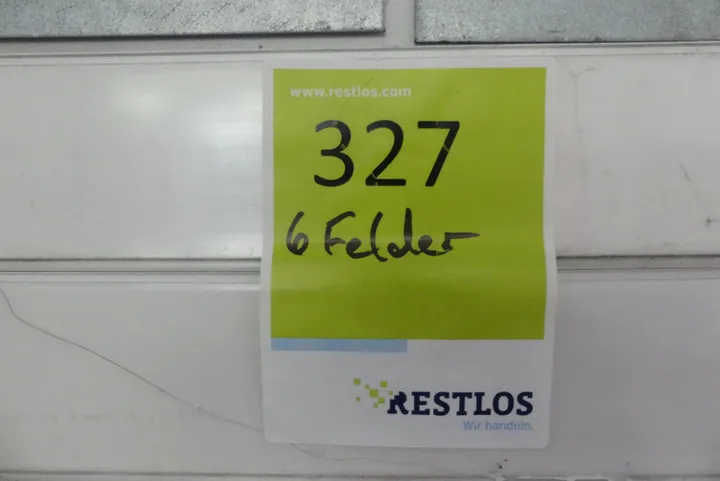 www.restlos.com
327
6 Felder
RESTLOS
Wir handeln.